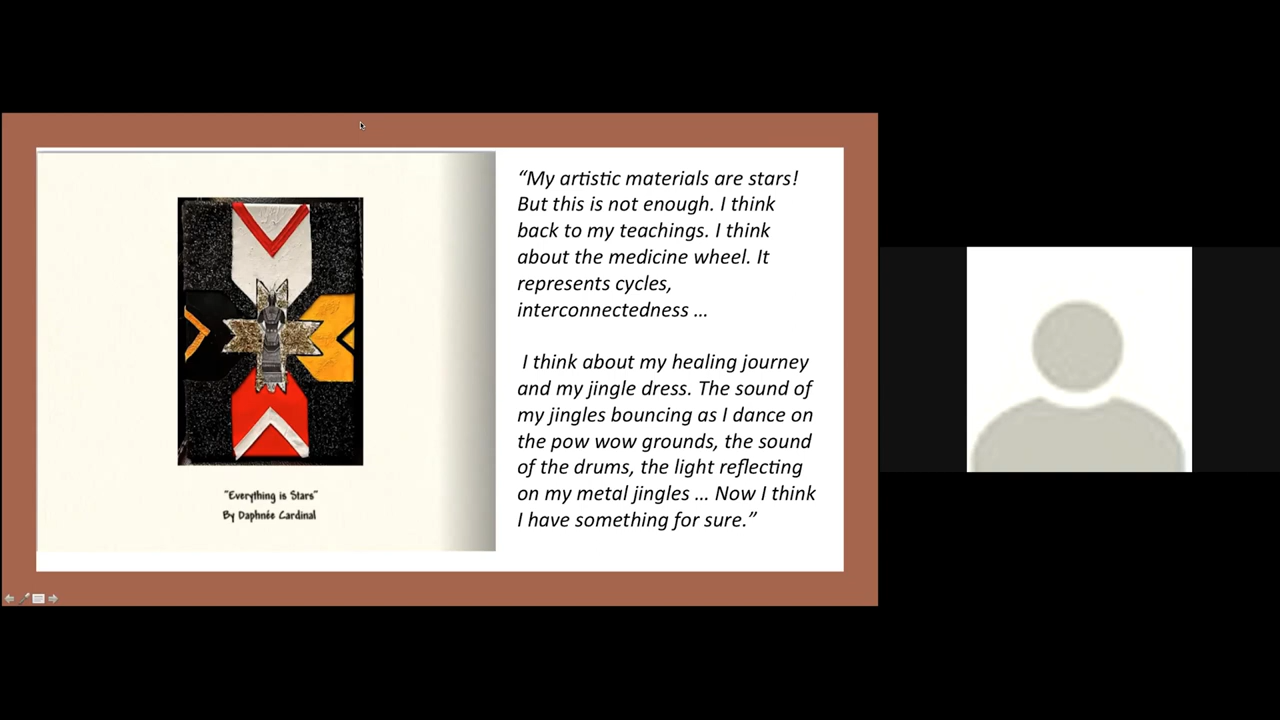 "Everything is Stars"
By Daphnée Cardinal
“My artistic materials are stars!
But this is not enough. I think
back to my teachings. I think
about the medicine wheel. It
represents cycles,
interconnectedness …
I think about my healing journey
and my jingle dress. The sound of
my jingles bouncing as I dance on
the pow wow grounds, the sound
of the drums, the light reflecting
on my metal jingles … Now I think
I have something for sure.”